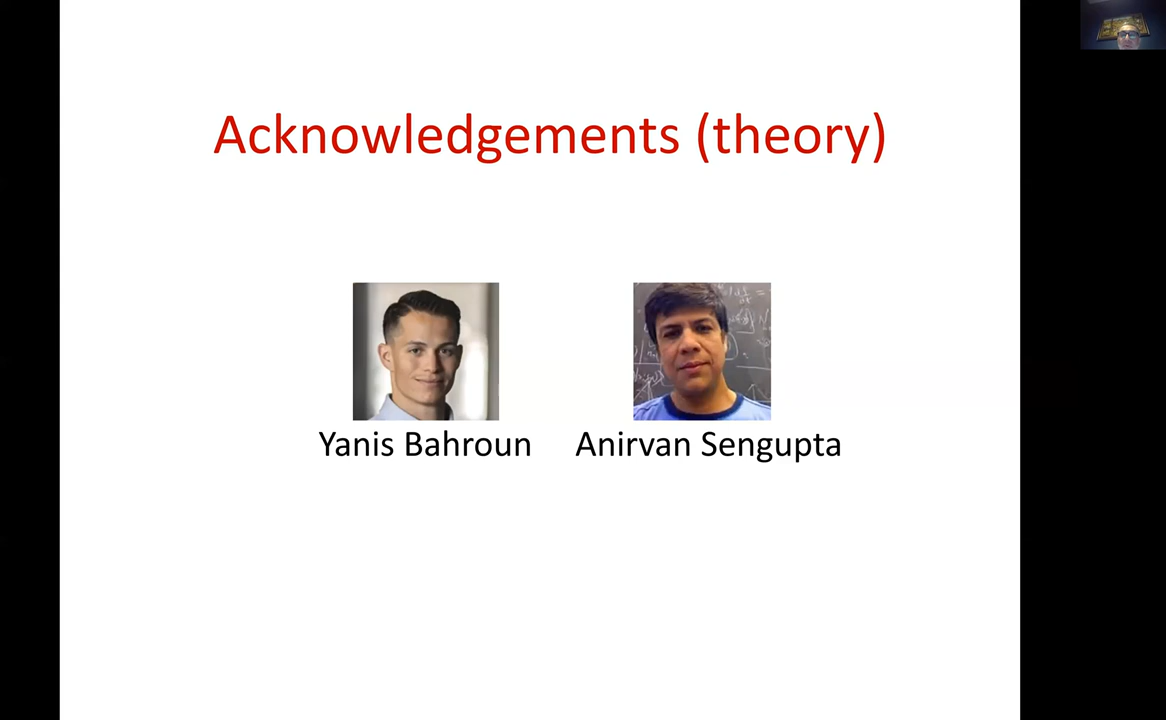 Acknowledgements (theory)
Yanis Bahroun
Anirvan Sengupta